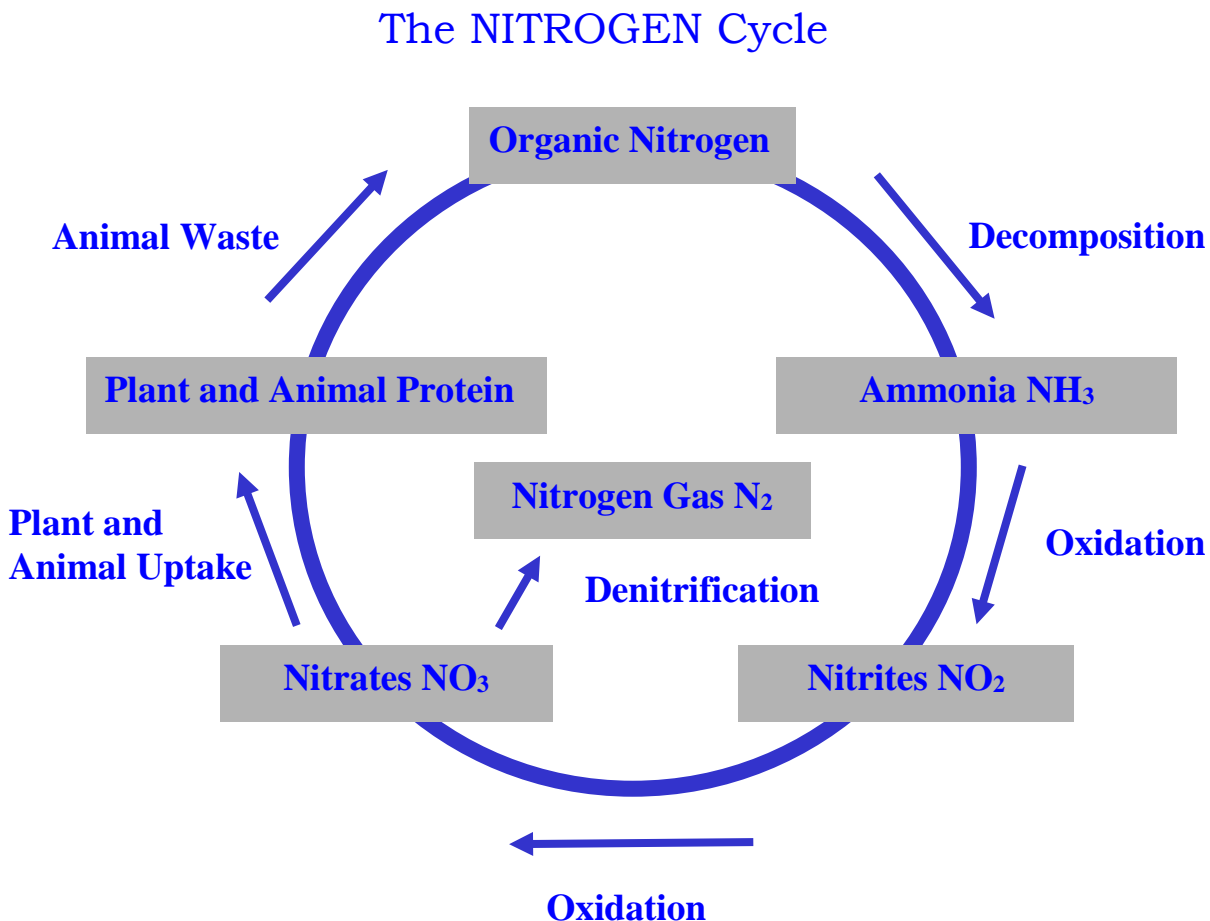 The NITROGEN Cycle
Organic Nitrogen
Animal Waste
Decomposition
Plant and Animal Protein
Ammonia NH₃
Nitrogen Gas N₂
Plant and
Animal Uptake
Oxidation
Denitrification
Nitrates NO₃
Nitrites NO₂
Oxidation